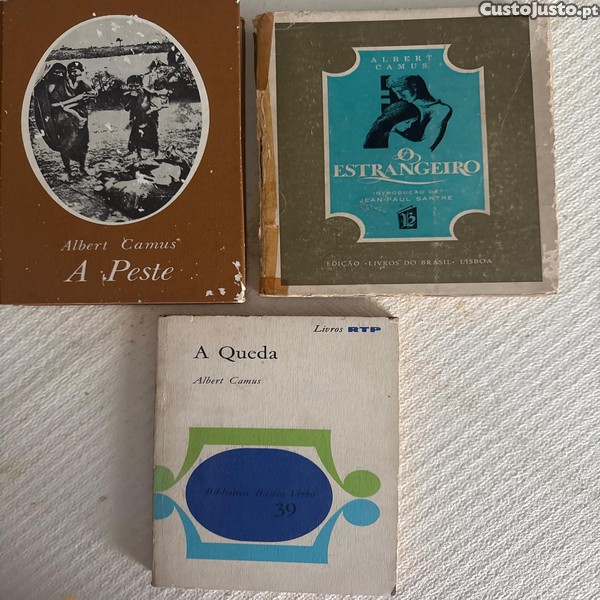 CustoJusto.pt
Albert Camus
A Peste
ALBERT
CAMUS
O
ESTRANGEIRO
INTRODUÇÃO DE
JEAN-PAUL SARTRE
LB
EDIÇÃO • LIVROS DO BRASIL • LISBOA
Livros RTP
A Queda
Albert Camus
Biblioteca Básica Verbo
39